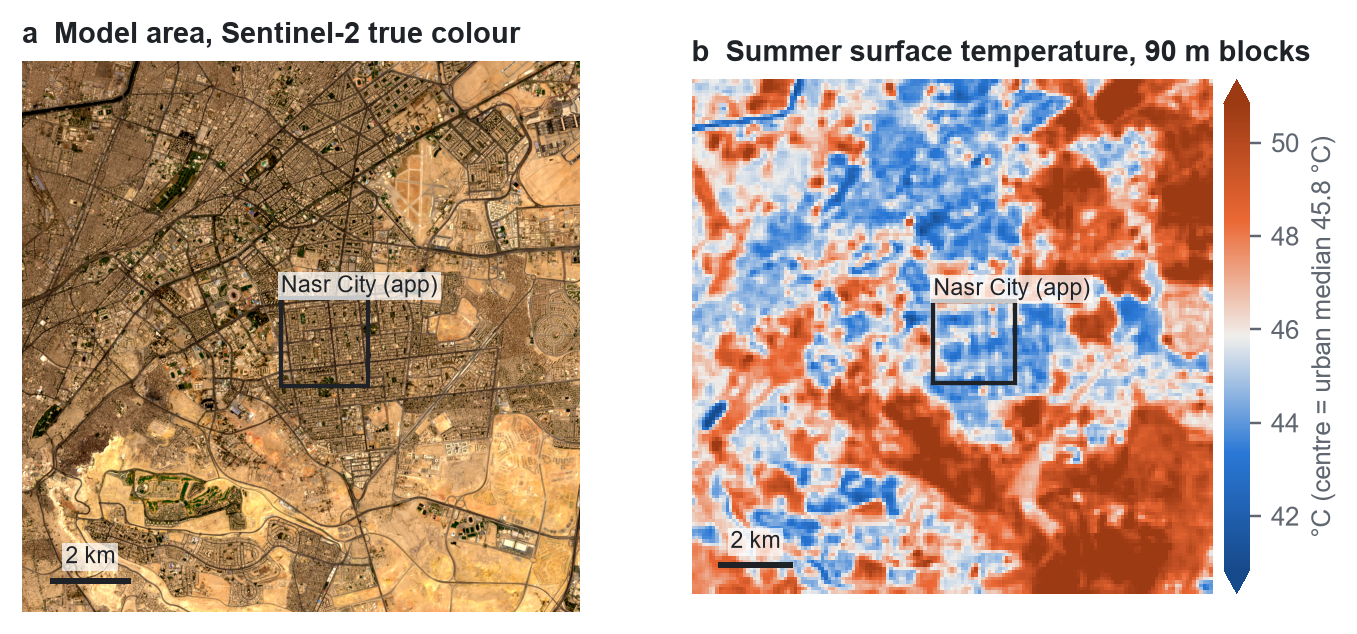 a Model area, Sentinel-2 true colour
Nasr City (app)
2 km
b Summer surface temperature, 90 m blocks
Nasr City (app)
2 km
50
48
46
44
42
°C (centre = urban median 45.8 °C)